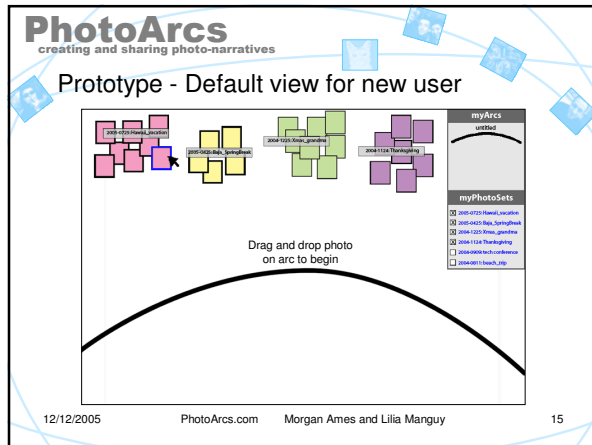 PhotoArcs
creating and sharing photo-narratives
Prototype - Default view for new user
2005-0725:Hawaii_vacation
2005-0425:Baja_SpringBreak
2004-1225:Xmas_grandma
2004-1124:Thanksgiving
myArcs
untitled
myPhotoSets
2005-0725:Hawaii_vacation
2005-0425:Baja_SpringBreak
2004-1225:Xmas_grandma
2004-1124:Thanksgiving
2004-0909:tech conference
2004-0811:beach_trip
Drag and drop photo
on arc to begin
12/12/2005 PhotoArcs.com Morgan Ames and Lilia Manguy 15